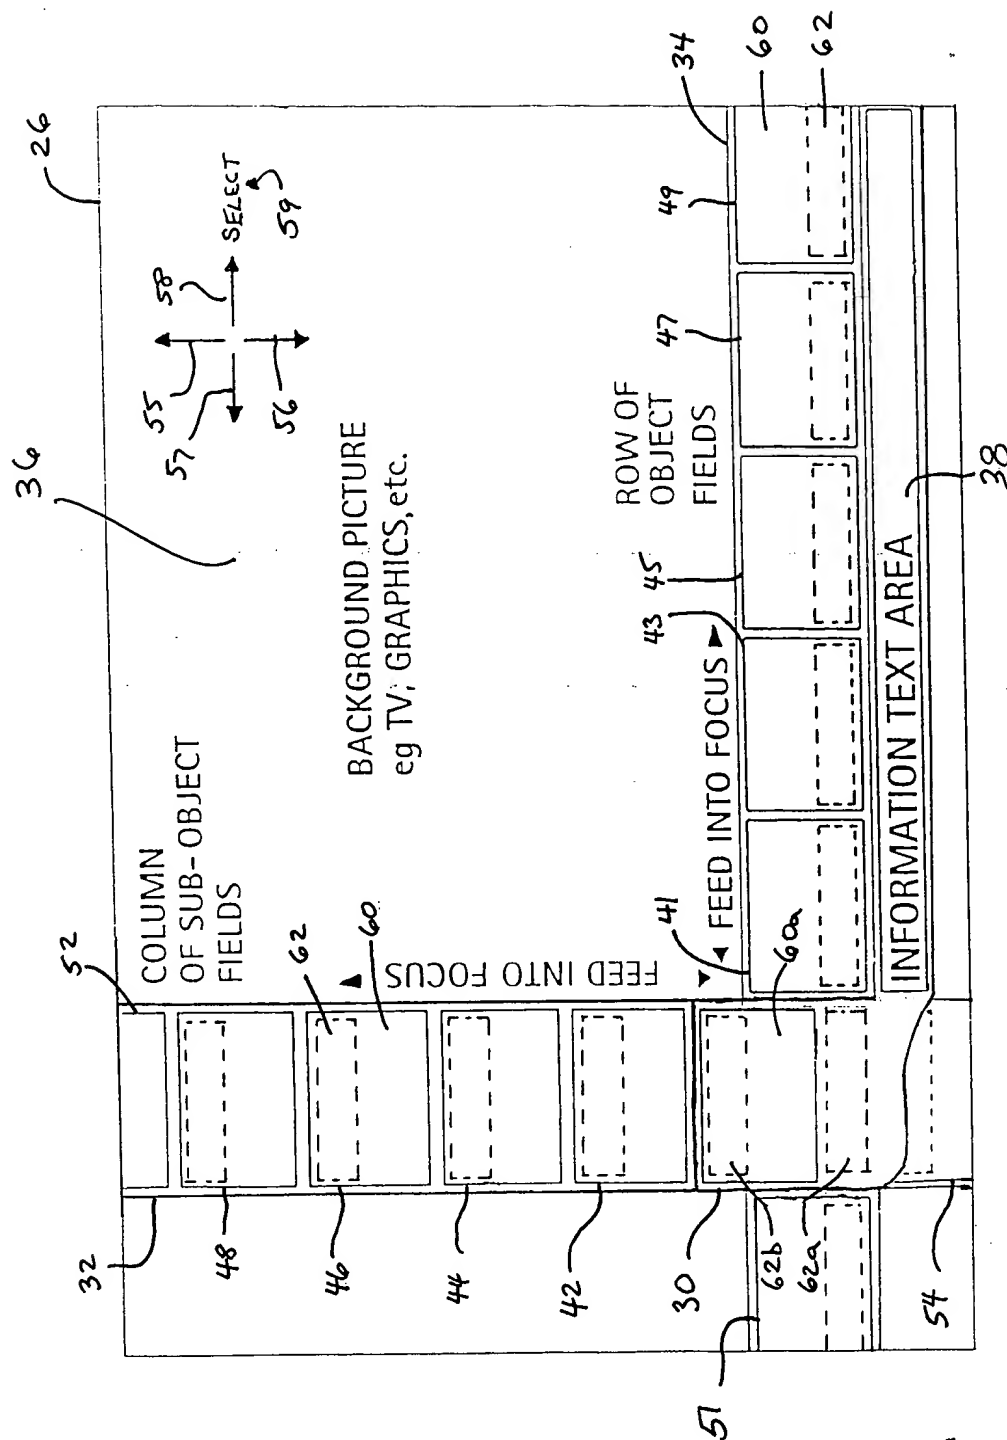 26
36
52
COLUMN
OF SUB-OBJECT
FIELDS
55
57
58
56
SELECT
59
BACKGROUND PICTURE
eg TV, GRAPHICS, etc.
32
48
46
44
42
30
62
60
FEED INTO FOCUS
ROW OF
OBJECT
FIELDS
FEED INTO FOCUS
41
43
45
47
49
34
60
62
60a
62b
62a
51
54
INFORMATION TEXT AREA
38